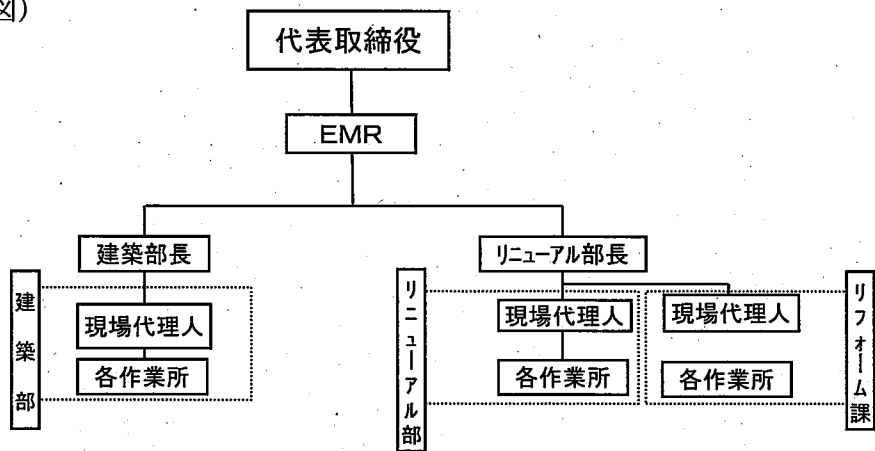 図)
代表取締役
EMR
建築部長
リニューアル部長
建築部
現場代理人
各作業所
リニューアル部
現場代理人
各作業所
現場代理人
各作業所
リフォーム課